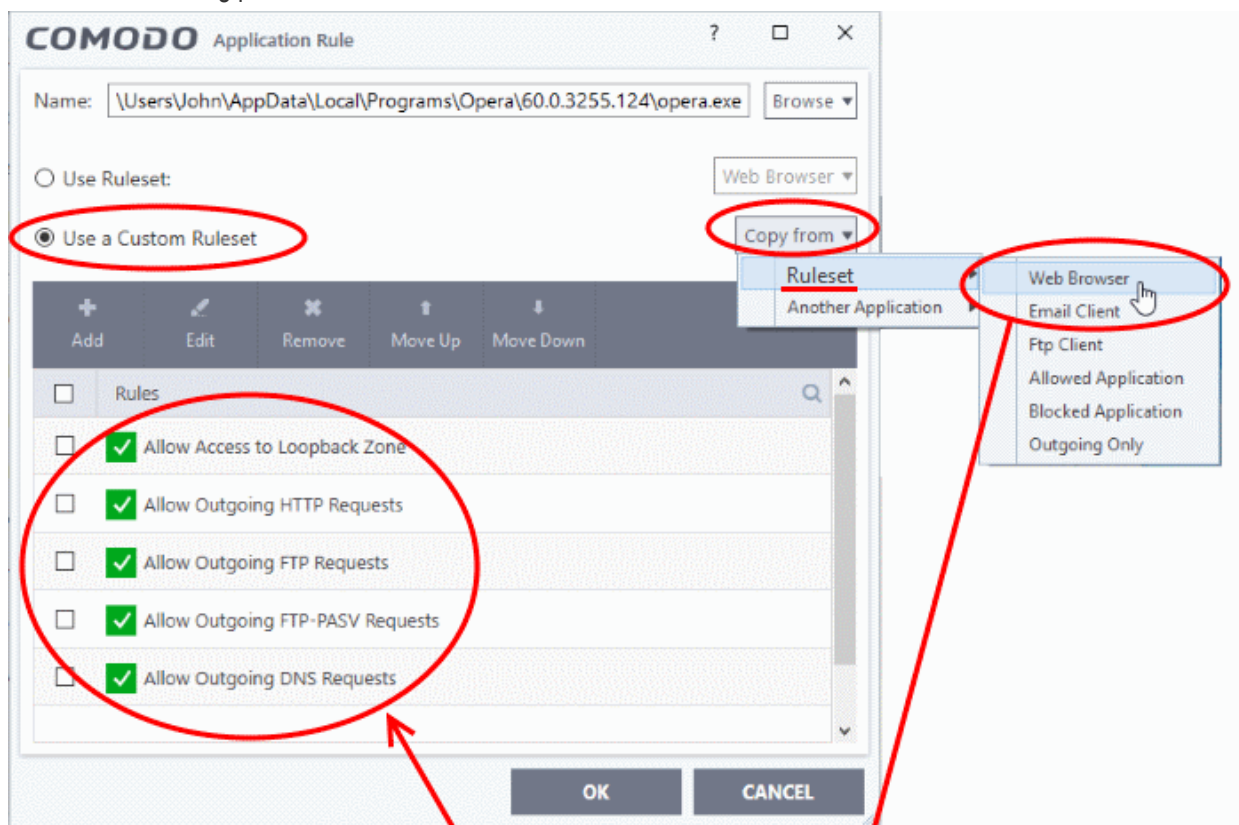 COMODO Application Rule ?
Name: \Users\John\AppData\Local\Programs\Opera\60.0.3255.124\opera.exe Browse
Use Ruleset: Web Browser
Use a Custom Ruleset Copy from
Ruleset
Another Application
Web Browser
Email Client
Ftp Client
Allowed Application
Blocked Application
Outgoing Only
Add Edit Remove Move Up Move Down
Rules
Allow Access to Loopback Zone
Allow Outgoing HTTP Requests
Allow Outgoing FTP Requests
Allow Outgoing FTP-PASV Requests
Allow Outgoing DNS Requests
OK CANCEL